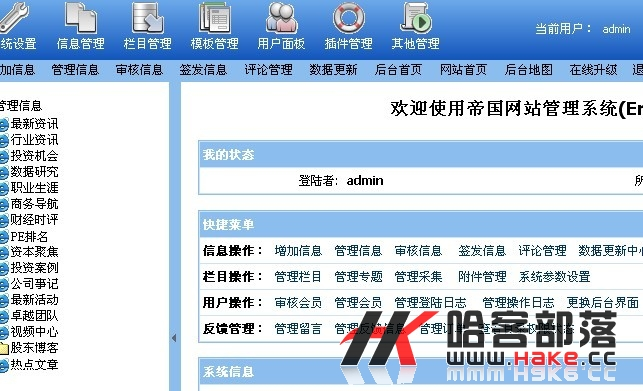 统设置 信息管理 栏目管理 模板管理 用户面板 插件管理 其他管理 当前用户： admin
加信息 管理信息 审核信息 签发信息 评论管理 数据更新 后台首页 网站首页 后台地图 在线升级
管理信息
最新资讯
行业资讯
投资机会
数据研究
职业生涯
商务导航
财经时评
PE排名
资本聚焦
投资案例
公司事记
最新活动
卓越团队
视频中心
股东博客
热点文章
欢迎使用帝国网站管理系统(Em
我的状态
登陆者: admin 所
快捷菜单
信息操作： 增加信息 管理信息 审核信息 签发信息 评论管理 数据更新中心
栏目操作： 管理栏目 管理专题 管理采集 附件管理 系统参数设置
用户操作： 审核会员 管理会员 管理登陆日志 管理操作日志 更换后台界面
反馈管理： 管理留言 管理反馈信息 管理订单
系统信息
哈客部落
www.Hake.cc